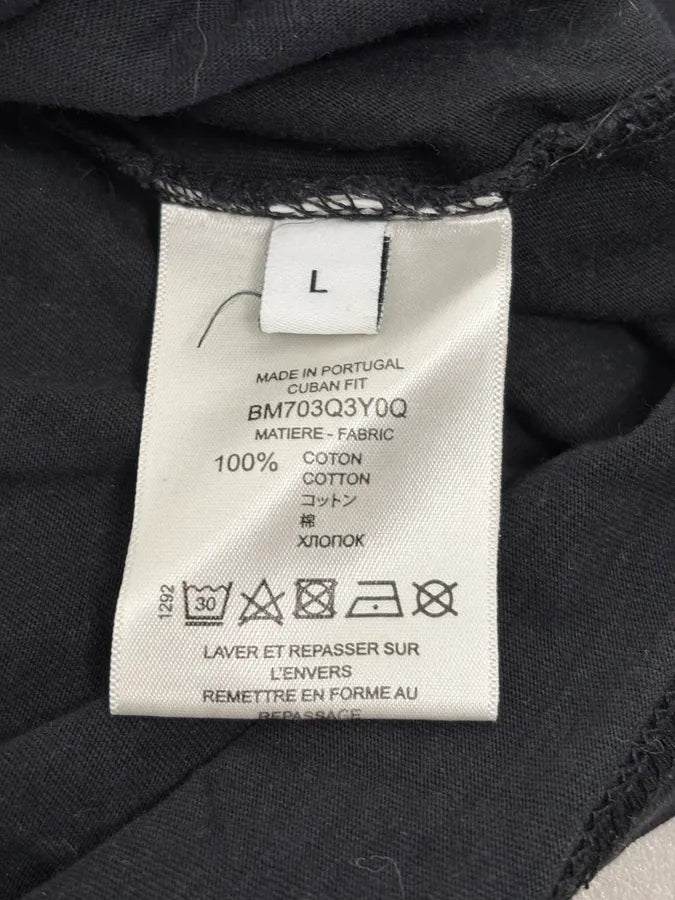 L
MADE IN PORTUGAL
CUBAN FIT
BM703Q3Y0Q
MATIERE - FABRIC
100% COTON
COTTON
コットン
棉
ХЛОПОК
1292
30
LAVER ET REPASSER SUR
L'ENVERS
REMETTRE EN FORME AU
REPASSAGE